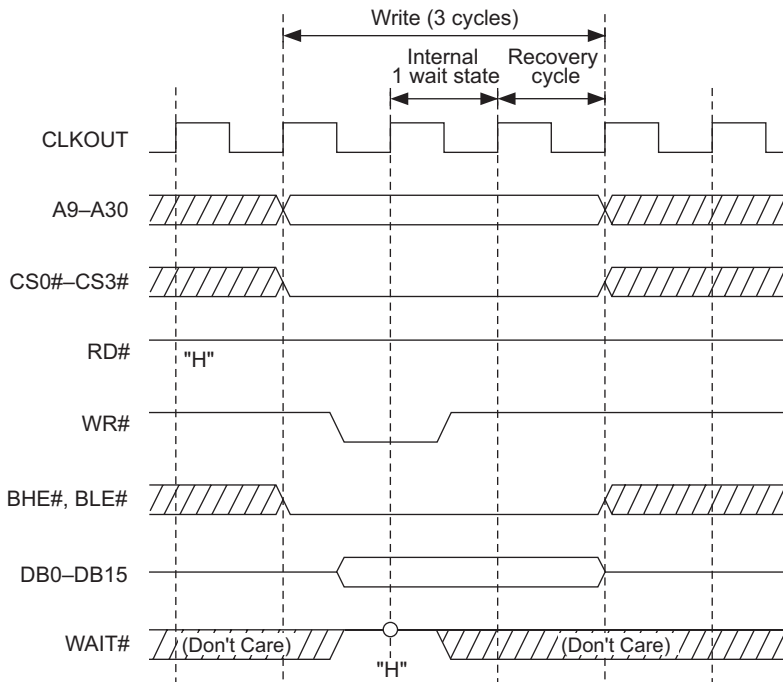 Write (3 cycles)
Internal
1 wait state
Recovery
cycle
CLKOUT
A9–A30
CS0#–CS3#
RD#
"H"
WR#
BHE#, BLE#
DB0–DB15
WAIT#
(Don't Care)
(Don't Care)
"H"